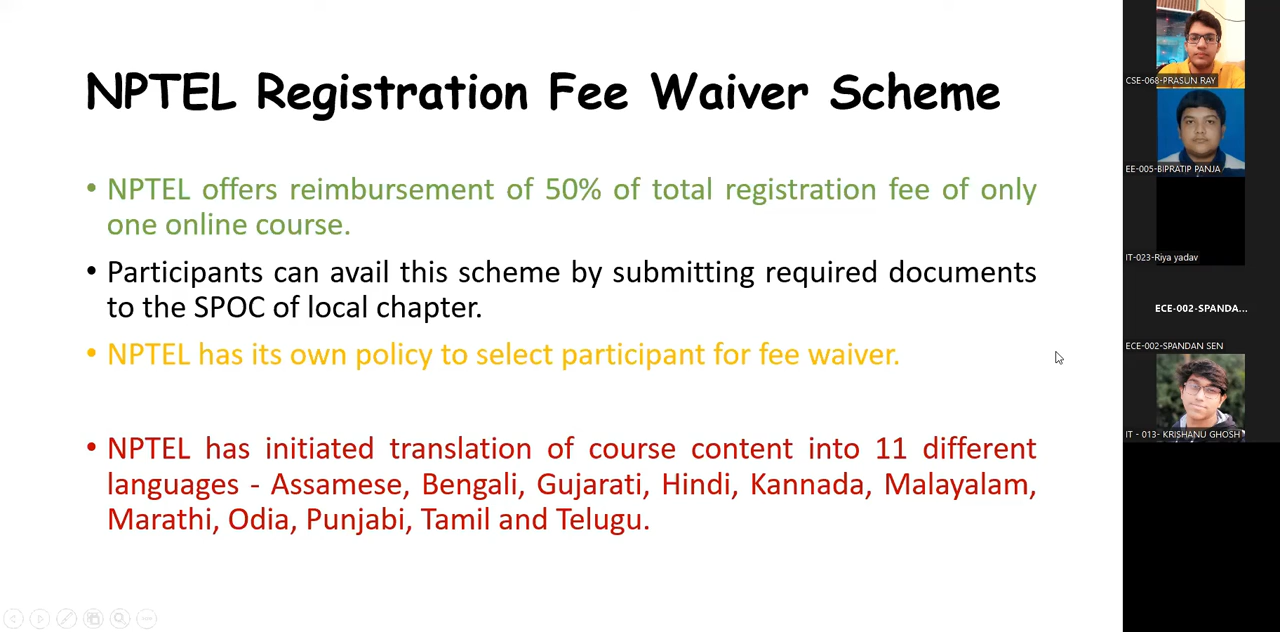 NPTEL Registration Fee Waiver Scheme
• NPTEL offers reimbursement of 50% of total registration fee of only
one online course.
• Participants can avail this scheme by submitting required documents
to the SPOC of local chapter.
• NPTEL has its own policy to select participant for fee waiver.
• NPTEL has initiated translation of course content into 11 different
languages - Assamese, Bengali, Gujarati, Hindi, Kannada, Malayalam,
Marathi, Odia, Punjabi, Tamil and Telugu.
CSE-068-PRASUN RAY
EE-005-BIPRATIP PANJA
IT-023-Riya yadav
ECE-002-SPANDA...
ECE-002-SPANDAN SEN
IT - 013- KRISHANU GHOSH